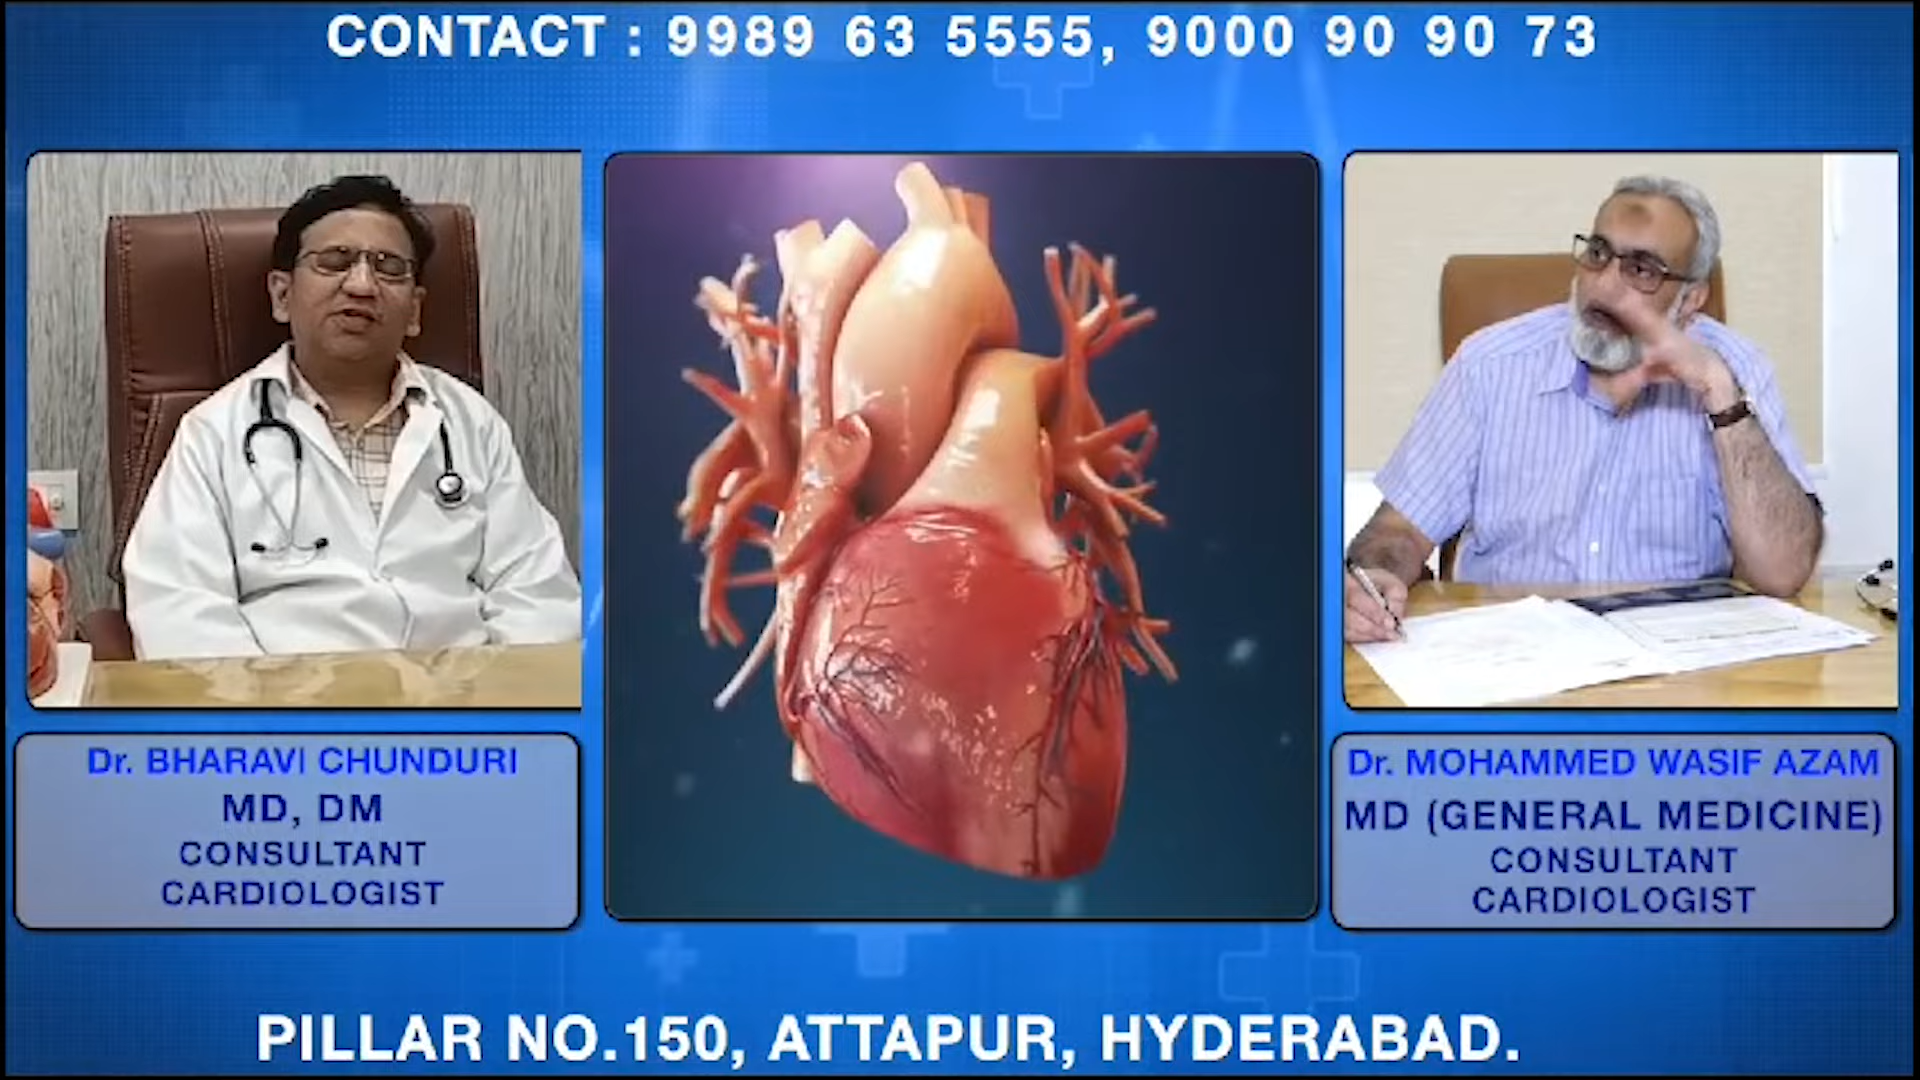 CONTACT : 9989 63 5555, 9000 90 90 73
Dr. BHARAVI CHUNDURI
MD, DM
CONSULTANT
CARDIOLOGIST
Dr. MOHAMMED WASIF AZAM
MD (GENERAL MEDICINE)
CONSULTANT
CARDIOLOGIST
PILLAR NO.150, ATTAPUR, HYDERABAD.